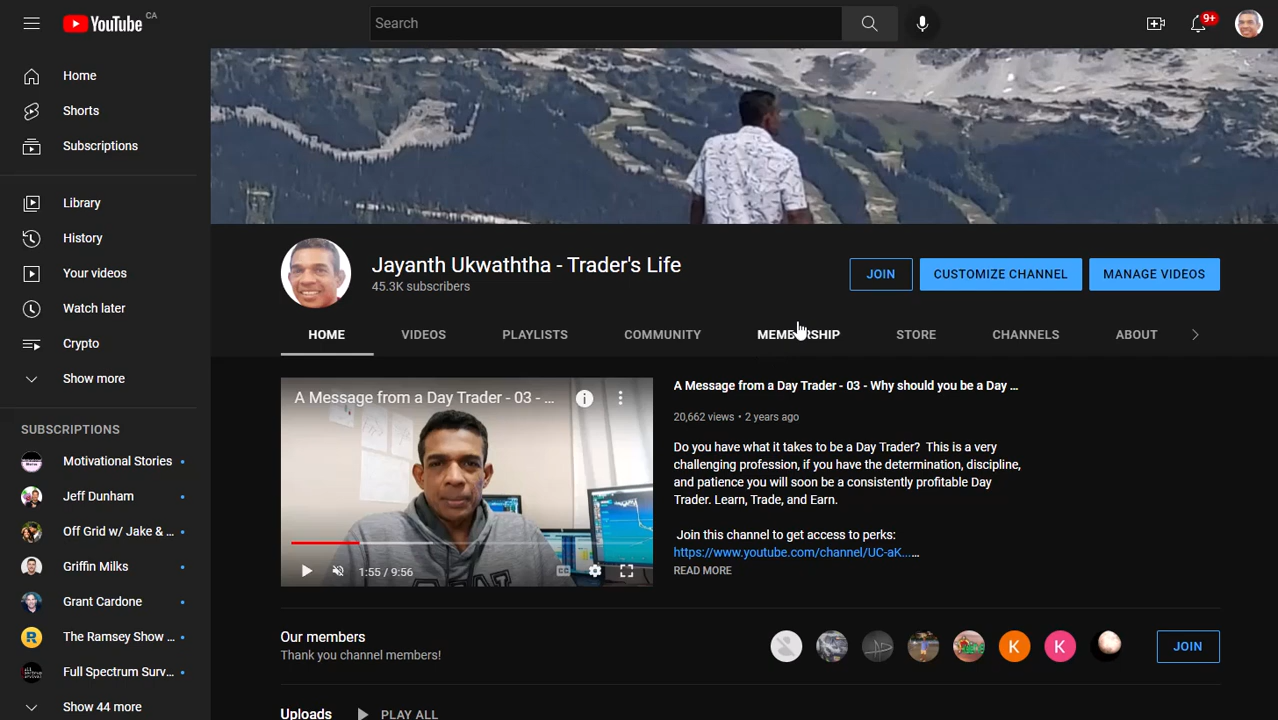 YouTube CA
Search
9+
Home
Shorts
Subscriptions
Library
History
Your videos
Watch later
Crypto
Show more
SUBSCRIPTIONS
Motivational Stories
Jeff Dunham
Off Grid w/ Jake & ...
Griffin Milks
Grant Cardone
The Ramsey Show ...
Full Spectrum Surv...
Show 44 more
Jayanth Ukwaththa - Trader's Life
45.3K subscribers
JOIN
CUSTOMIZE CHANNEL
MANAGE VIDEOS
HOME
VIDEOS
PLAYLISTS
COMMUNITY
MEMBERSHIP
STORE
CHANNELS
ABOUT
A Message from a Day Trader - 03 - ...
1:55 / 9:56
CC
A Message from a Day Trader - 03 - Why should you be a Day ...
20,662 views • 2 years ago
Do you have what it takes to be a Day Trader? This is a very
challenging profession, if you have the determination, discipline,
and patience you will soon be a consistently profitable Day
Trader. Learn, Trade, and Earn.
Join this channel to get access to perks:
https://www.youtube.com/channel/UC-aK...…
READ MORE
Our members
Thank you channel members!
K
K
JOIN
Uploads
PLAY ALL